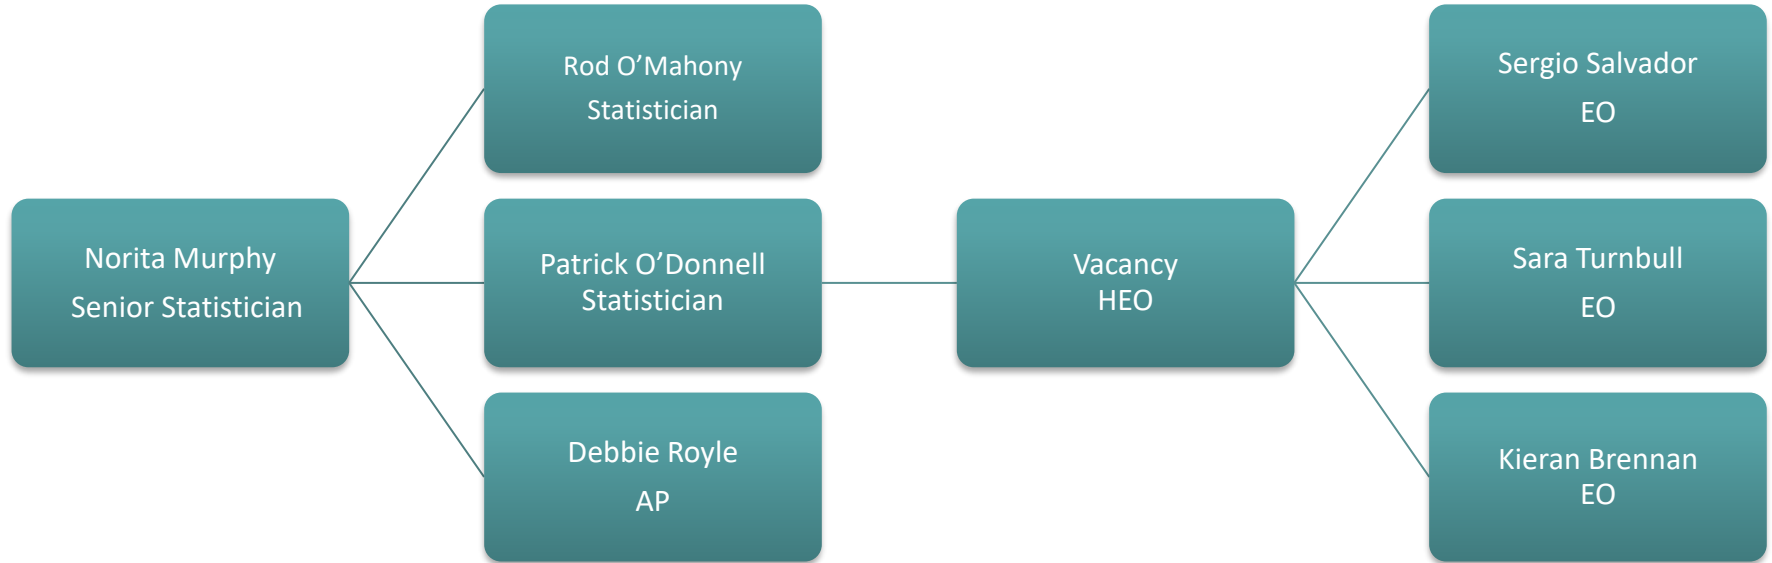 Norita Murphy
Senior Statistician
Rod O’Mahony
Statistician
Patrick O’Donnell
Statistician
Debbie Royle
AP
Vacancy
HEO
Sergio Salvador
EO
Sara Turnbull
EO
Kieran Brennan
EO